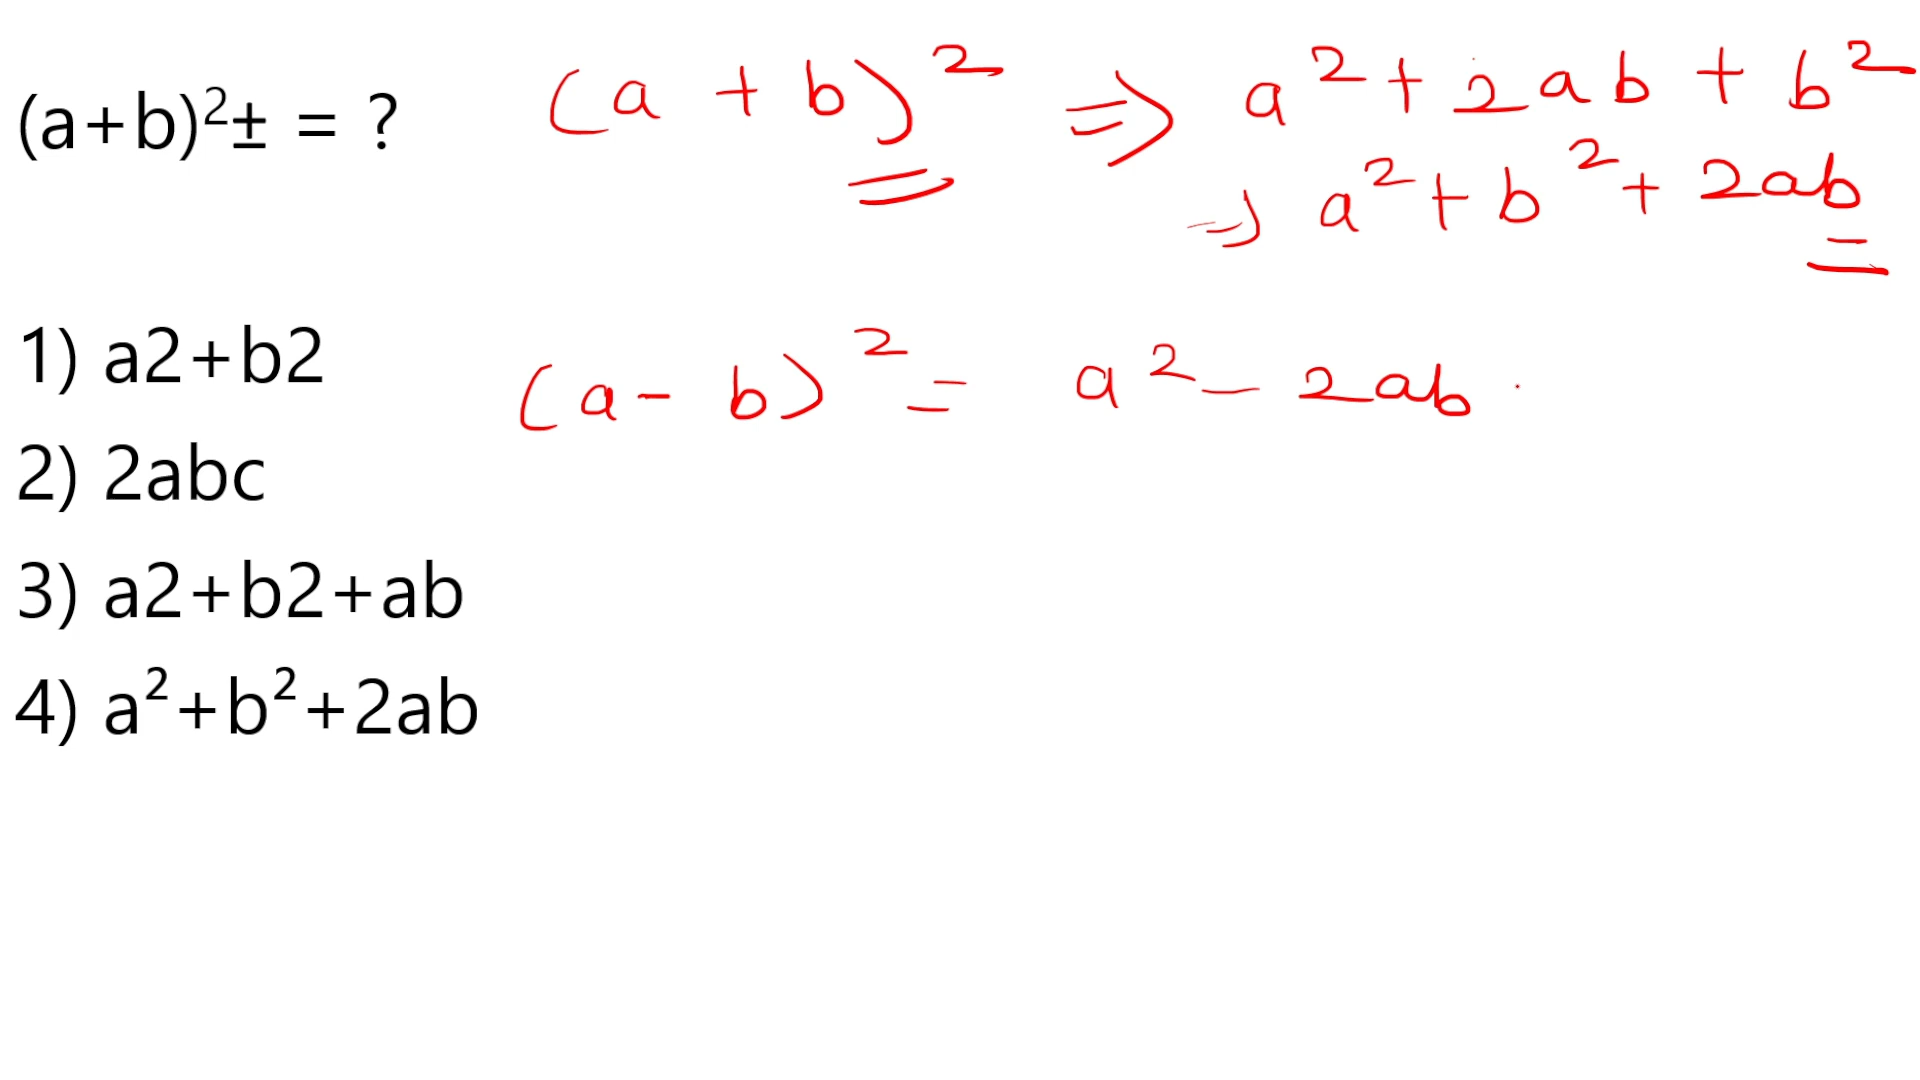 (a+b)²± = ?
(a + b)² ⇒ a² + 2ab + b²
⇒ a² + b² + 2ab
1) a2+b2
(a - b)² = a² - 2ab
2) 2abc
3) a2+b2+ab
4) a²+b²+2ab